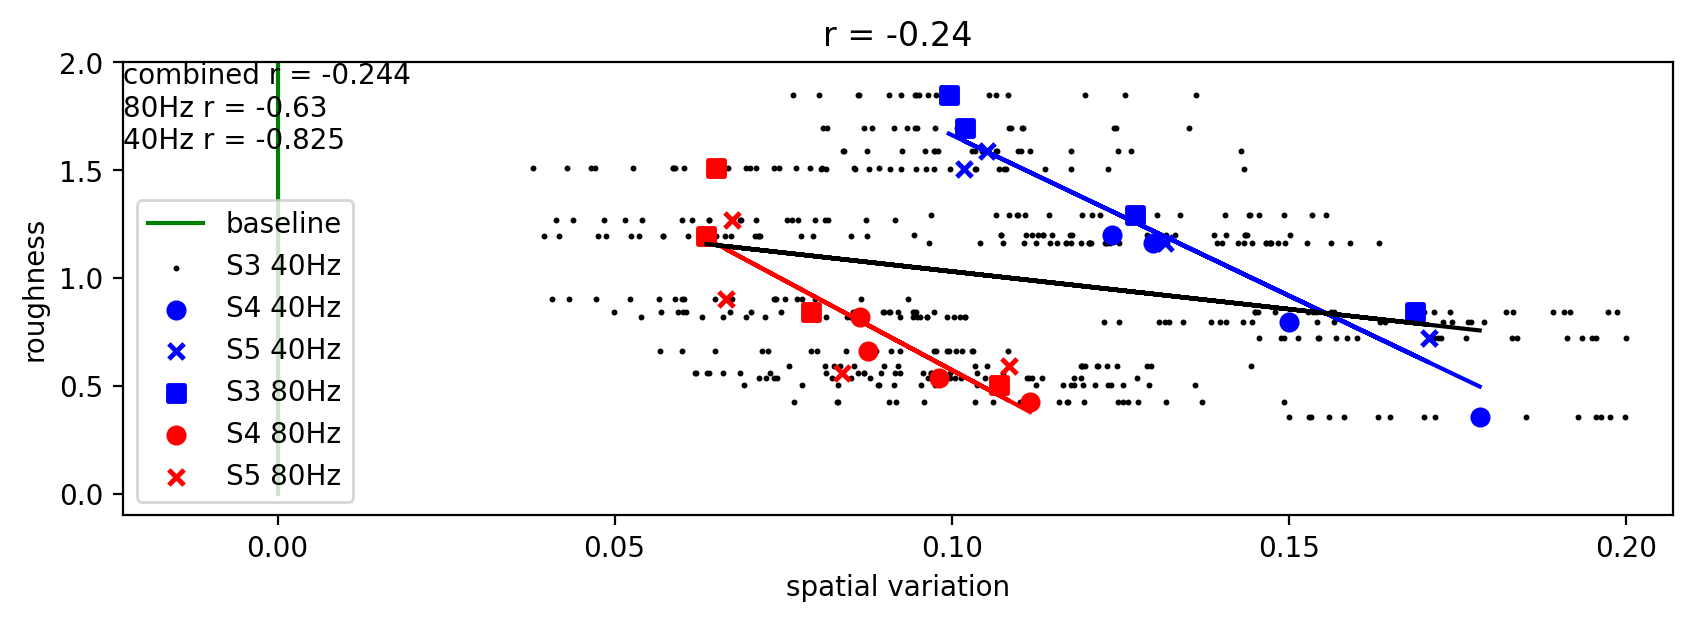 r = -0.24
combined r = -0.244
80Hz r = -0.63
40Hz r = -0.825
baseline
S3 40Hz
S4 40Hz
S5 40Hz
S3 80Hz
S4 80Hz
S5 80Hz
roughness
2.0
1.5
1.0
0.5
0.0
0.00 0.05 0.10 0.15 0.20
spatial variation